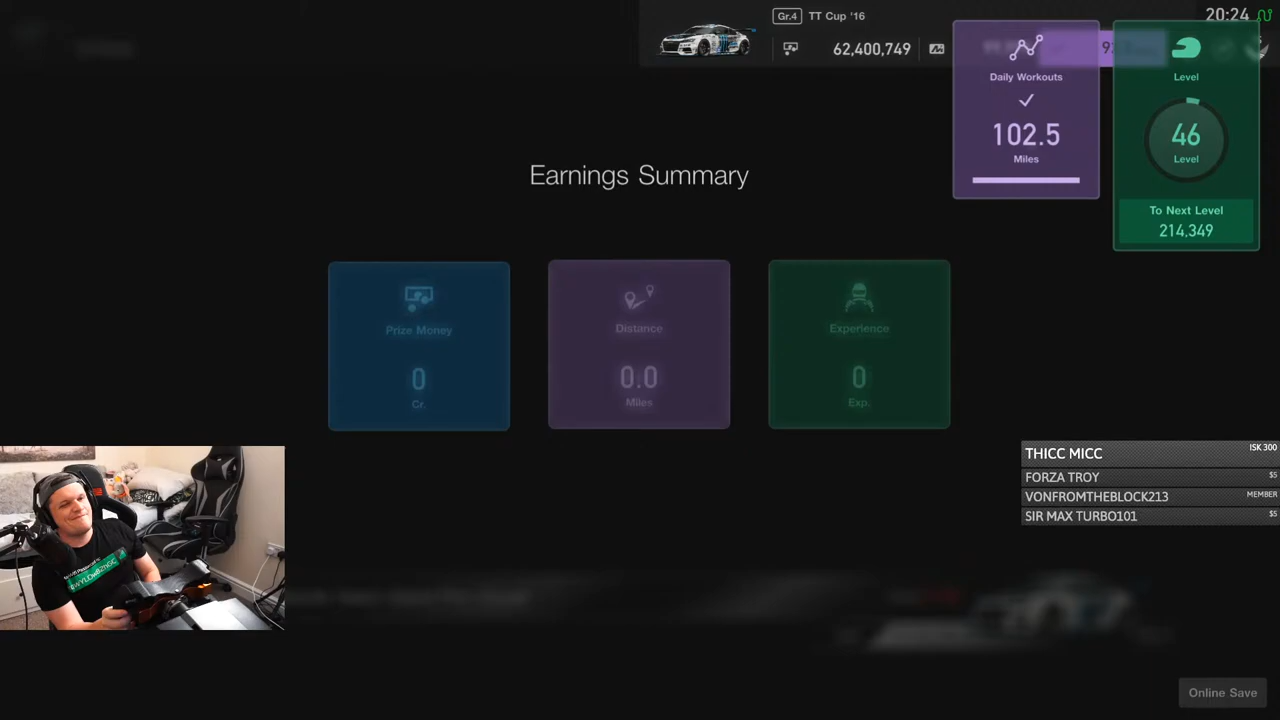 Gr.4 TT Cup '16
20:24
62,400,749
Daily Workouts
102.5
Miles
Level
46
Level
To Next Level
214,349
Earnings Summary
Prize Money
0
Cr.
Distance
0.0
Miles
Experience
0
Exp.
THICC MICC ISK 300
FORZA TROY $5
VONFROMTHEBLOCK213 MEMBER
SIR MAX TURBO101 $5
Online Save